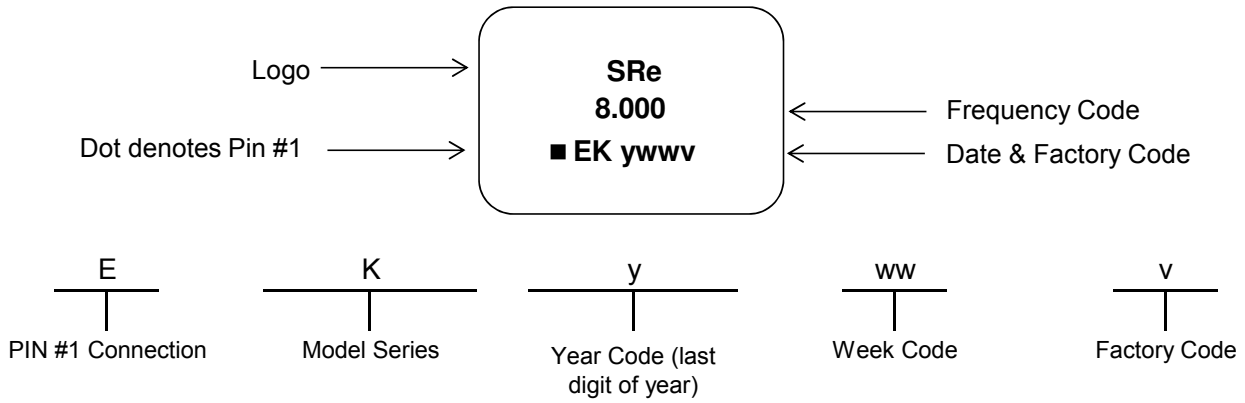 Logo
SRe
8.000
Frequency Code
Dot denotes Pin #1
■ EK ywwv
Date & Factory Code
E
K
y
ww
v
PIN #1 Connection
Model Series
Year Code (last
digit of year)
Week Code
Factory Code